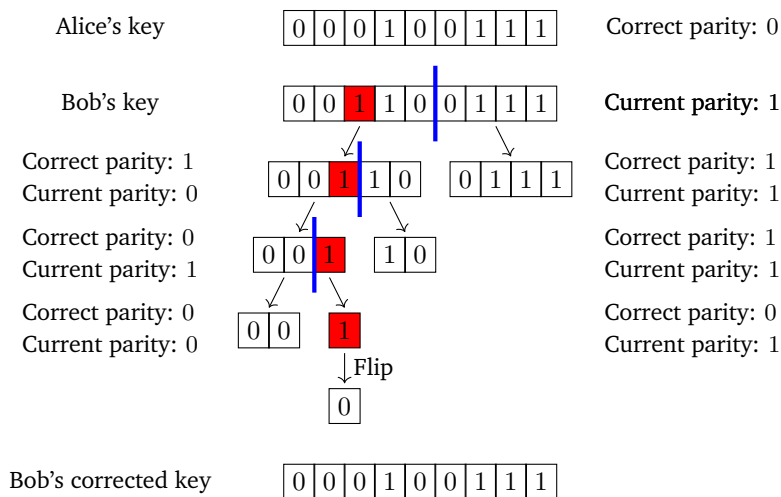 Alice's key 0 0 0 1 0 0 1 1 1 Correct parity: 0
Bob's key 0 0 1 1 0 0 1 1 1 Current parity: 1
Correct parity: 1 Correct parity: 1
Current parity: 0 0 0 1 1 0 0 1 1 1 Current parity: 1
Correct parity: 0 Correct parity: 1
Current parity: 1 0 0 1 1 0 Current parity: 1
Correct parity: 0 Correct parity: 0
Current parity: 0 0 0 1 Current parity: 1
Flip
0
Bob's corrected key 0 0 0 1 0 0 1 1 1